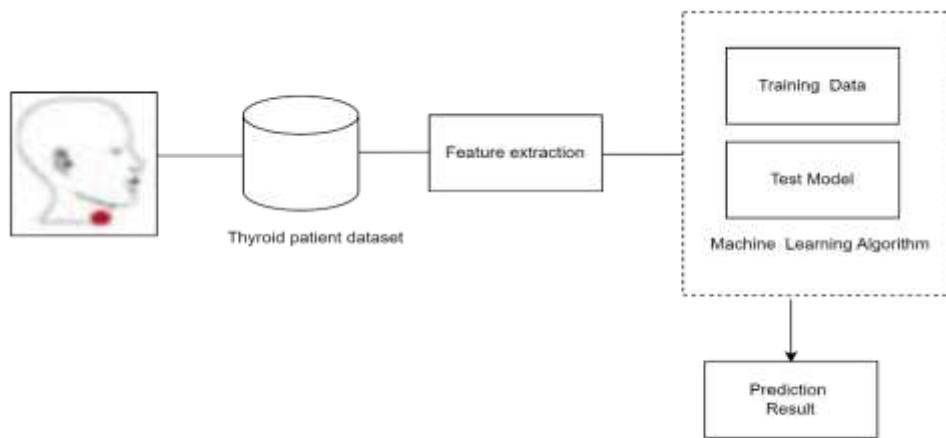 Thyroid patient dataset
Feature extraction
Training Data
Test Model
Machine Learning Algorithm
Prediction
Result